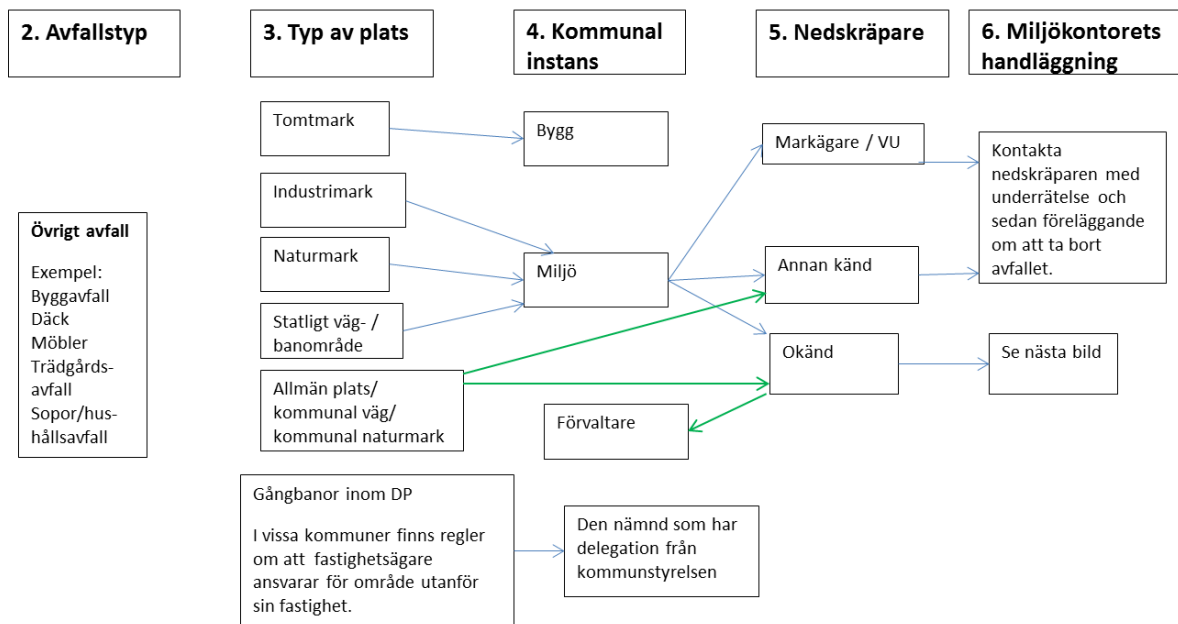 2. Avfallstyp
3. Typ av plats
4. Kommunal
instans
5. Nedskräpare
6. Miljökontorets
handläggning
Övrigt avfall
Exempel:
Byggavfall
Däck
Möbler
Trädgårds-
avfall
Sopor/hus-
hållsavfall
Tomtmark
Industrimark
Naturmark
Statligt väg- /
banområde
Allmän plats/
kommunal väg/
kommunal naturmark
Gångbanor inom DP
I vissa kommuner finns regler
om att fastighetsägare
ansvarar för område utanför
sin fastighet.
Bygg
Miljö
Förvaltare
Den nämnd som har
delegation från
kommunstyrelsen
Markägare / VU
Annan känd
Okänd
Kontakta
nedskräparen med
underrätelse och
sedan föreläggande
om att ta bort
avfallet.
Se nästa bild